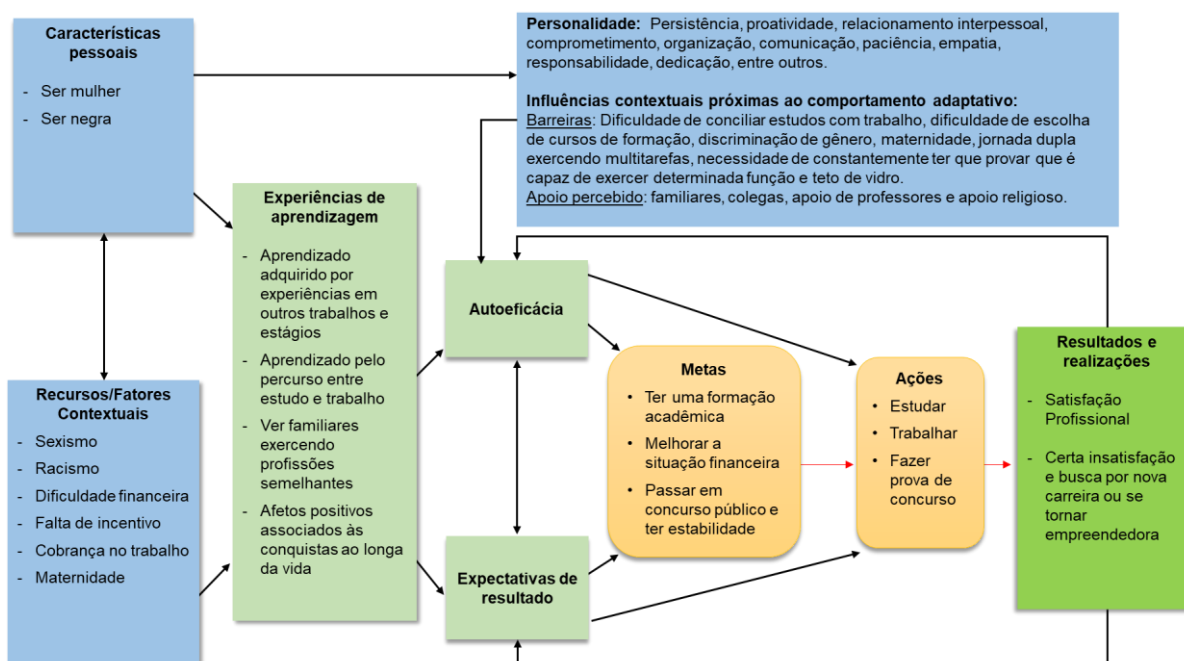 Características
pessoais
- Ser mulher
- Ser negra
Personalidade: Persistência, proatividade, relacionamento interpessoal,
comprometimento, organização, comunicação, paciência, empatia,
responsabilidade, dedicação, entre outros.
Influências contextuais próximas ao comportamento adaptativo:
Barreiras: Dificuldade de conciliar estudos com trabalho, dificuldade de escolha
de cursos de formação, discriminação de gênero, maternidade, jornada dupla
exercendo multitarefas, necessidade de constantemente ter que provar que é
capaz de exercer determinada função e teto de vidro.
Apoio percebido: familiares, colegas, apoio de professores e apoio religioso.
Recursos/Fatores
Contextuais
- Sexismo
- Racismo
- Dificuldade financeira
- Falta de incentivo
- Cobrança no trabalho
- Maternidade
Experiências de
aprendizagem
- Aprendizado
adquirido por
experiências em
outros trabalhos e
estágios
- Aprendizado pelo
percurso entre
estudo e trabalho
- Ver familiares
exercendo
profissões
semelhantes
- Afetos positivos
associados às
conquistas ao longa
da vida
Autoeficácia
Expectativas de
resultado
Metas
• Ter uma formação
acadêmica
• Melhorar a
situação financeira
• Passar em
concurso público e
ter estabilidade
Ações
• Estudar
• Trabalhar
• Fazer
prova de
concurso
Resultados e
realizações
- Satisfação
Profissional
- Certa insatisfação
e busca por nova
carreira ou se
tornar
empreendedora